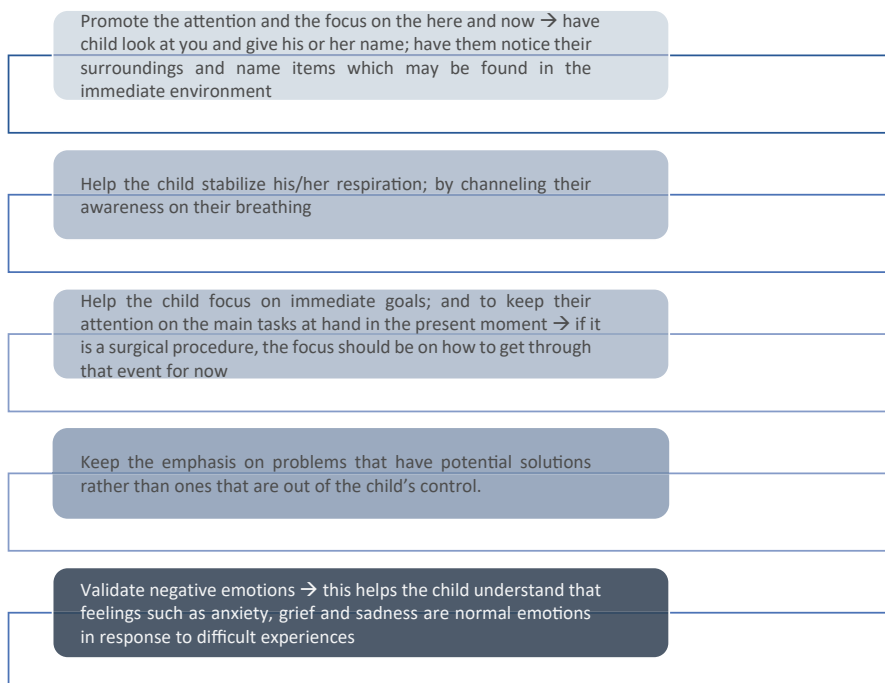 Promote the attention and the focus on the here and now → have
child look at you and give his or her name; have them notice their
surroundings and name items which may be found in the
immediate environment
Help the child stabilize his/her respiration; by channeling their
awareness on their breathing
Help the child focus on immediate goals; and to keep their
attention on the main tasks at hand in the present moment → if it
is a surgical procedure, the focus should be on how to get through
that event for now
Keep the emphasis on problems that have potential solutions
rather than ones that are out of the child's control.
Validate negative emotions → this helps the child understand that
feelings such as anxiety, grief and sadness are normal emotions
in response to difficult experiences